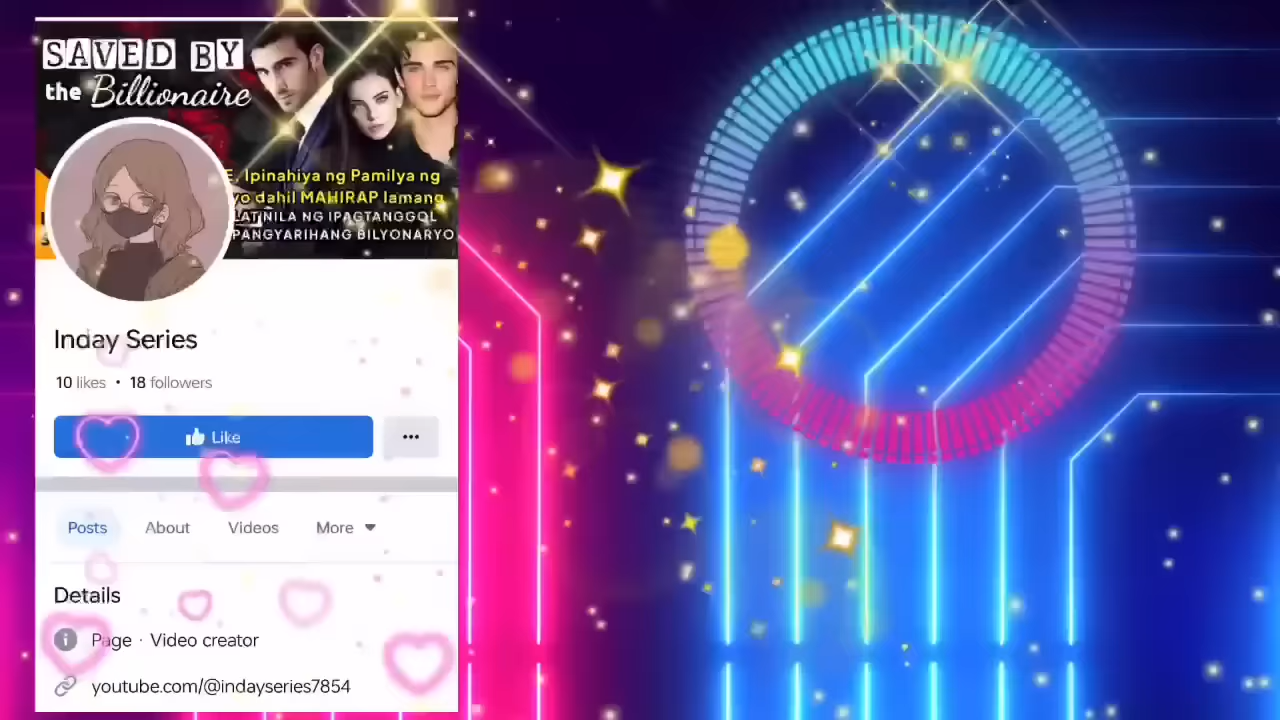 SAVED BY
the Billionaire
E, Ipinahiya ng Pamilya ng
yo dahil MAHIRAP lamang
NILA NG IPAGTANGGOL
PANGYARIHANG BILYONARYO
Inday Series
10 likes • 18 followers
Like
Posts About Videos More
Details
Page · Video creator
youtube.com/@indayseries7854